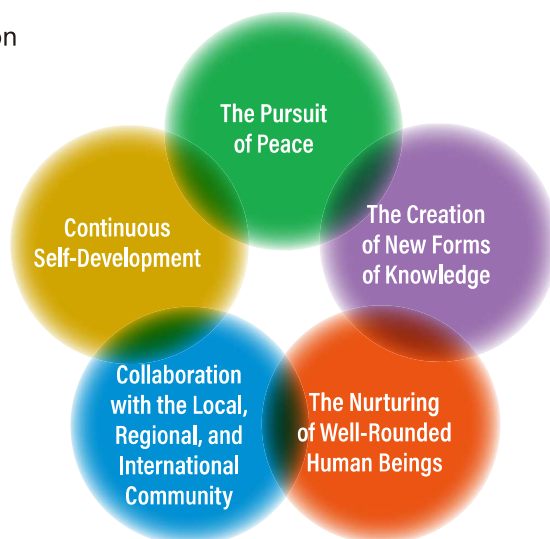 on
The Pursuit
of Peace
Continuous
Self-Development
The Creation
of New Forms
of Knowledge
Collaboration
with the Local,
Regional, and
International
Community
The Nurturing
of Well-Rounded
Human Beings